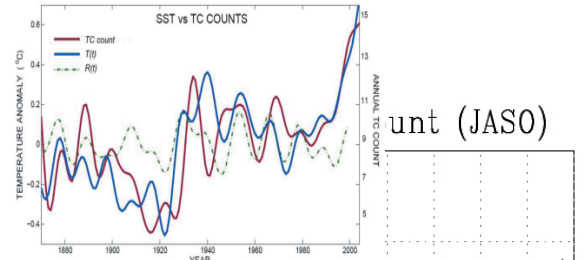 SST vs TC COUNTS
TC count
T(t)
R(t)
TEMPERATURE ANOMALY (°C)
0.6
0.4
0.2
0
−0.2
−0.4
15
13
11
9
7
5
ANNUAL TC COUNT
1880
1900
1920
1940
1960
1980
2000
YEAR
unt (JASO)